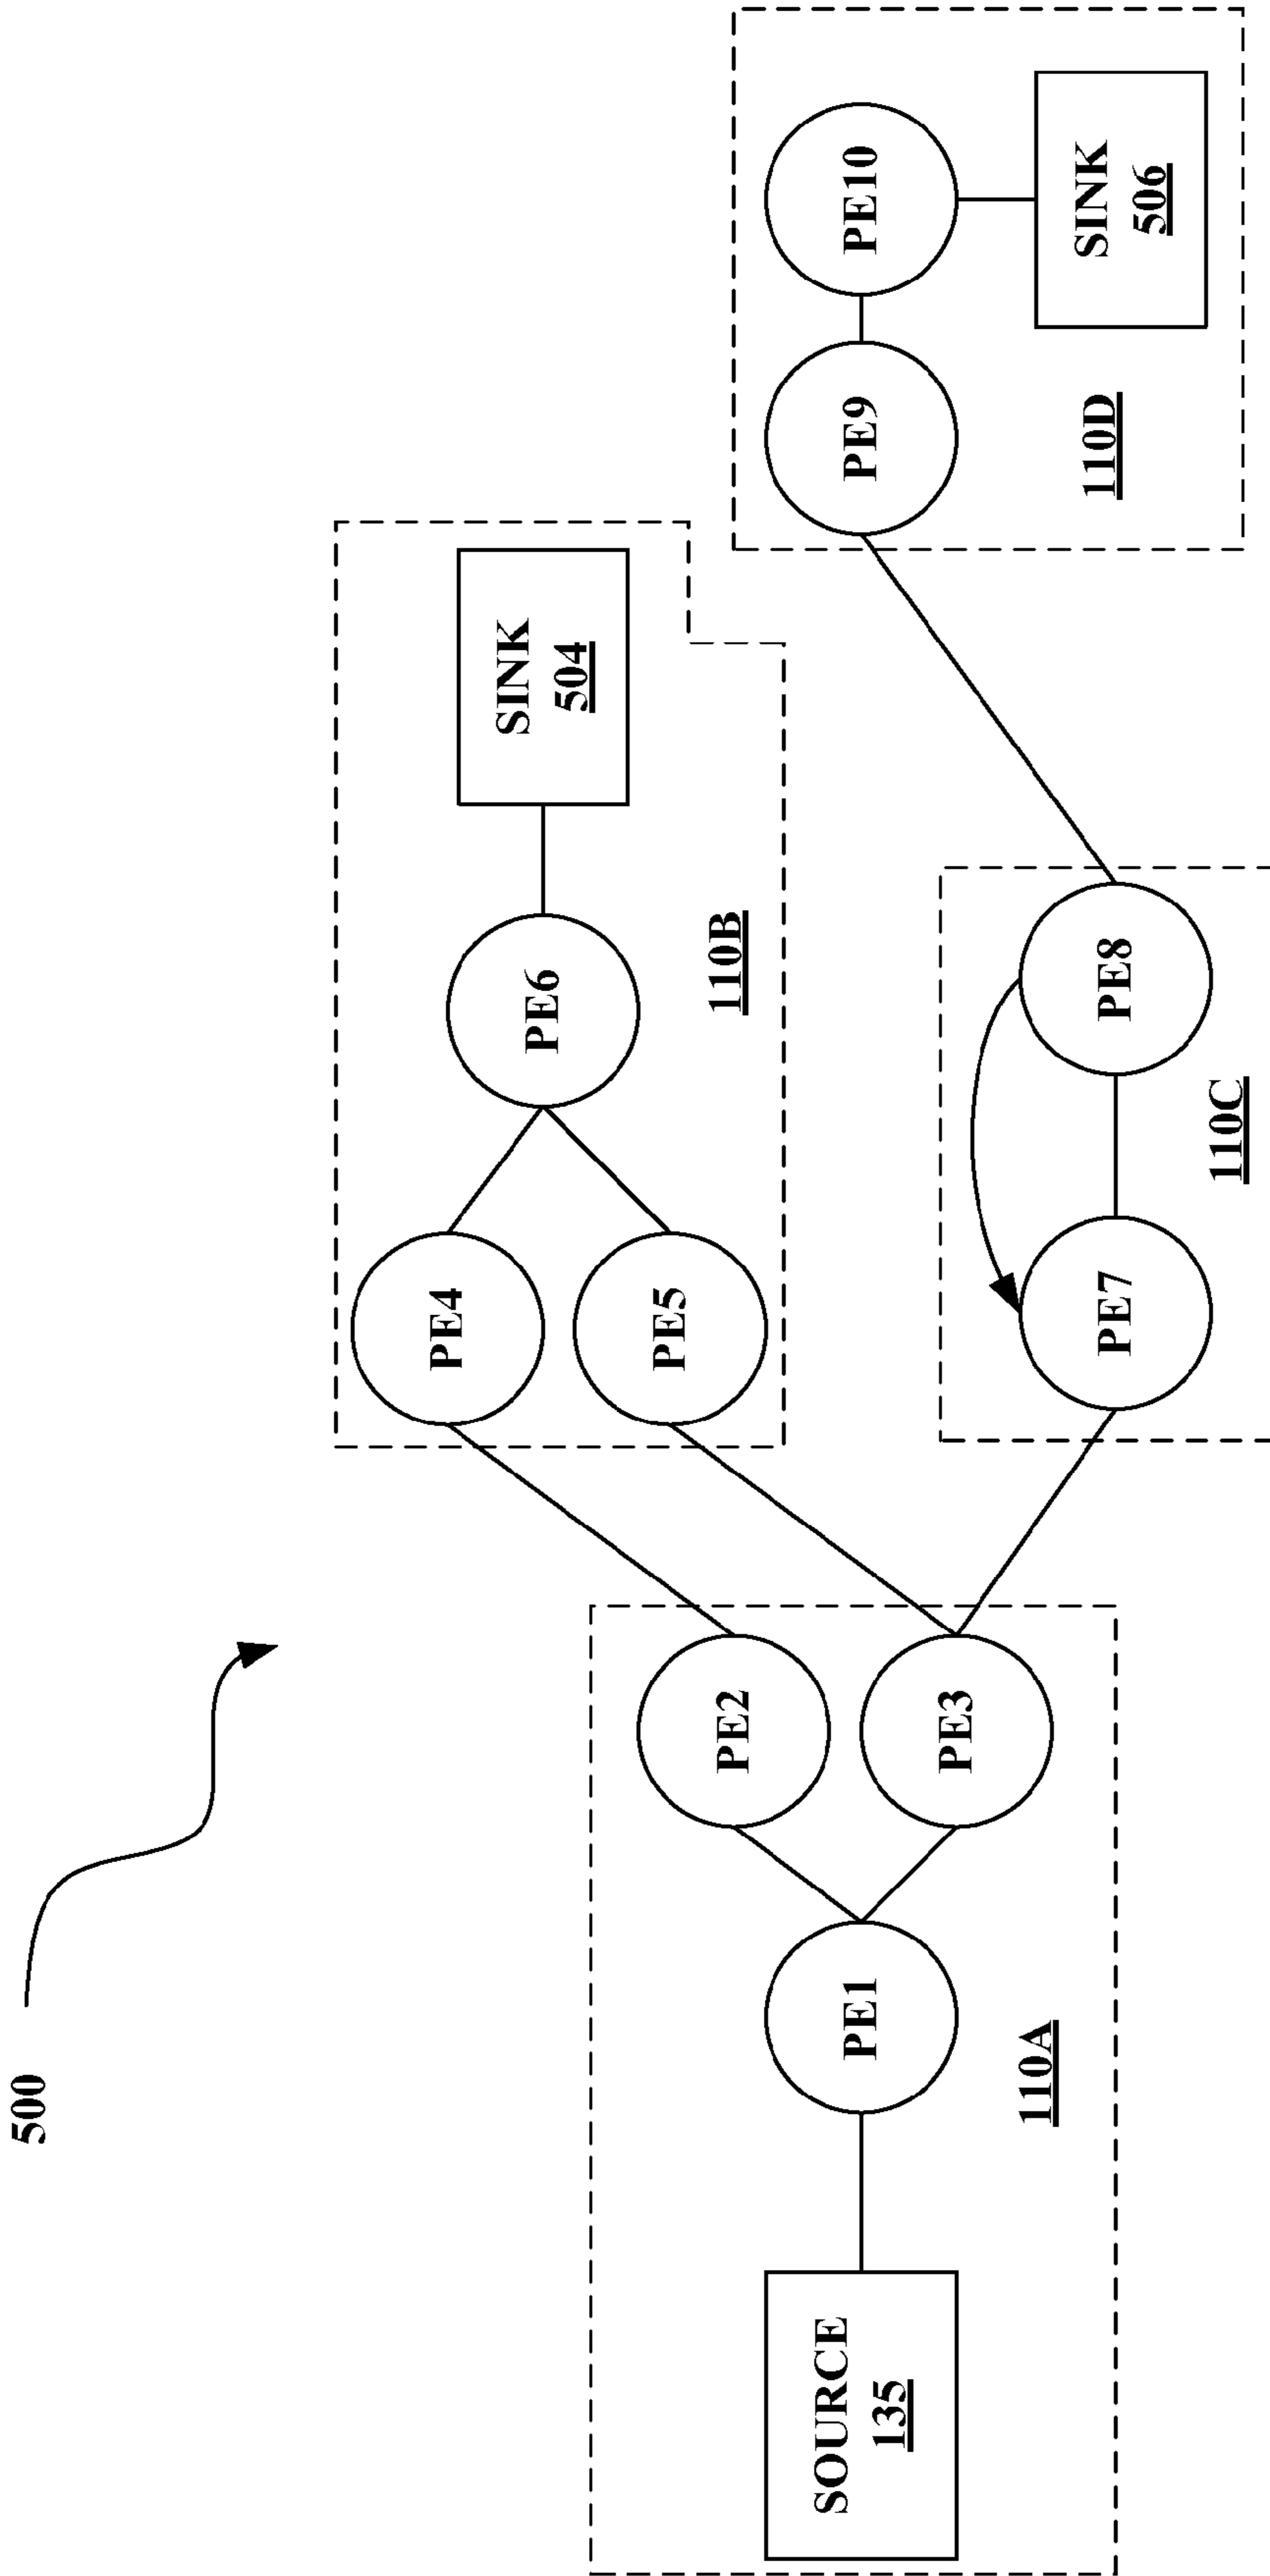 500
SOURCE
135
PE1
110A
PE2
PE3
PE4
PE5
PE6
SINK
504
110B
PE7
PE8
110C
PE9
PE10
SINK
506
110D